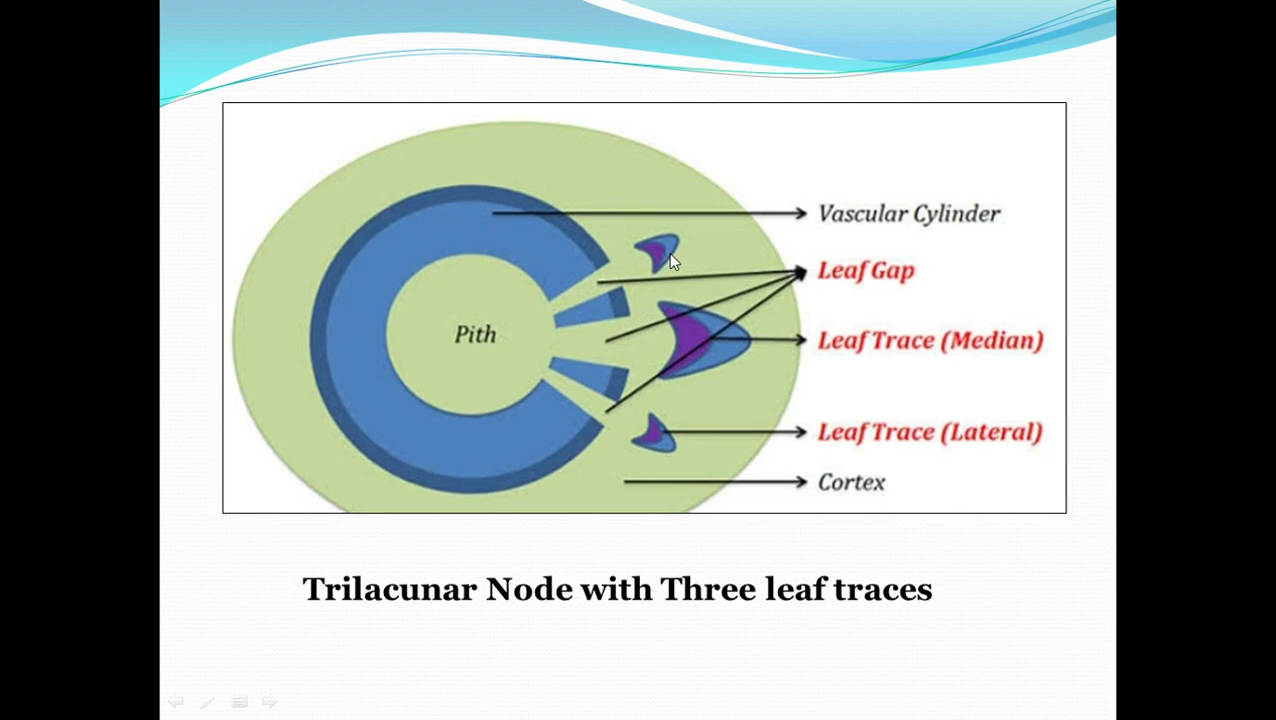 Vascular Cylinder
Leaf Gap
Pith
Leaf Trace (Median)
Leaf Trace (Lateral)
Cortex
Trilacunar Node with Three leaf traces